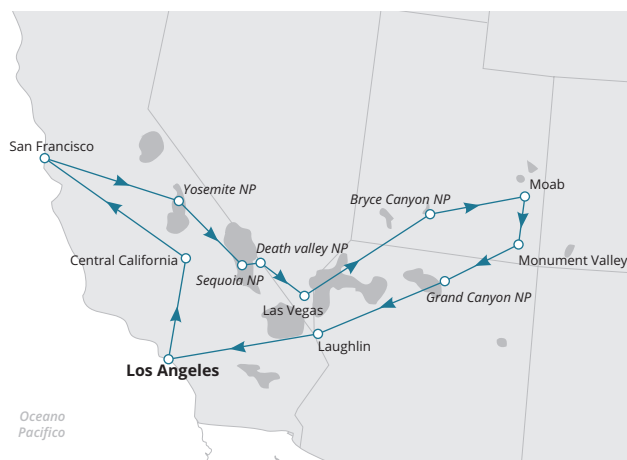 San Francisco
Yosemite NP
Moab
Bryce Canyon NP
Death valley NP
Central California
Monument Valley
Sequoia NP
Grand Canyon NP
Las Vegas
Laughlin
Los Angeles
Oceano
Pacifico